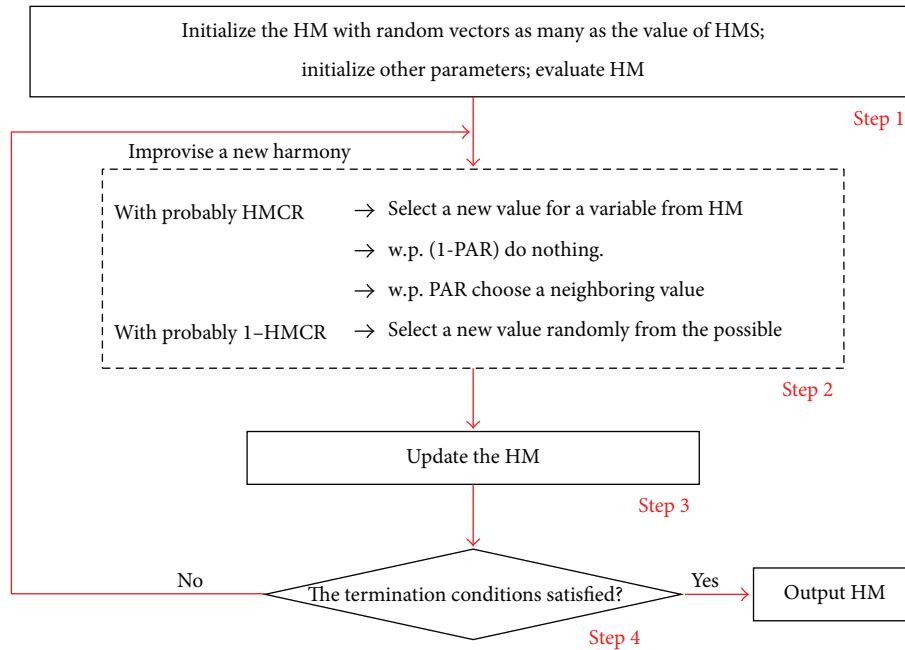 Initialize the HM with random vectors as many as the value of HMS;
initialize other parameters; evaluate HM
Step 1
Improvise a new harmony
With probably HMCR → Select a new value for a variable from HM
→ w.p. (1-PAR) do nothing.
→ w.p. PAR choose a neighboring value
With probably 1–HMCR → Select a new value randomly from the possible
Step 2
Update the HM
Step 3
No
The termination conditions satisfied?
Yes
Output HM
Step 4